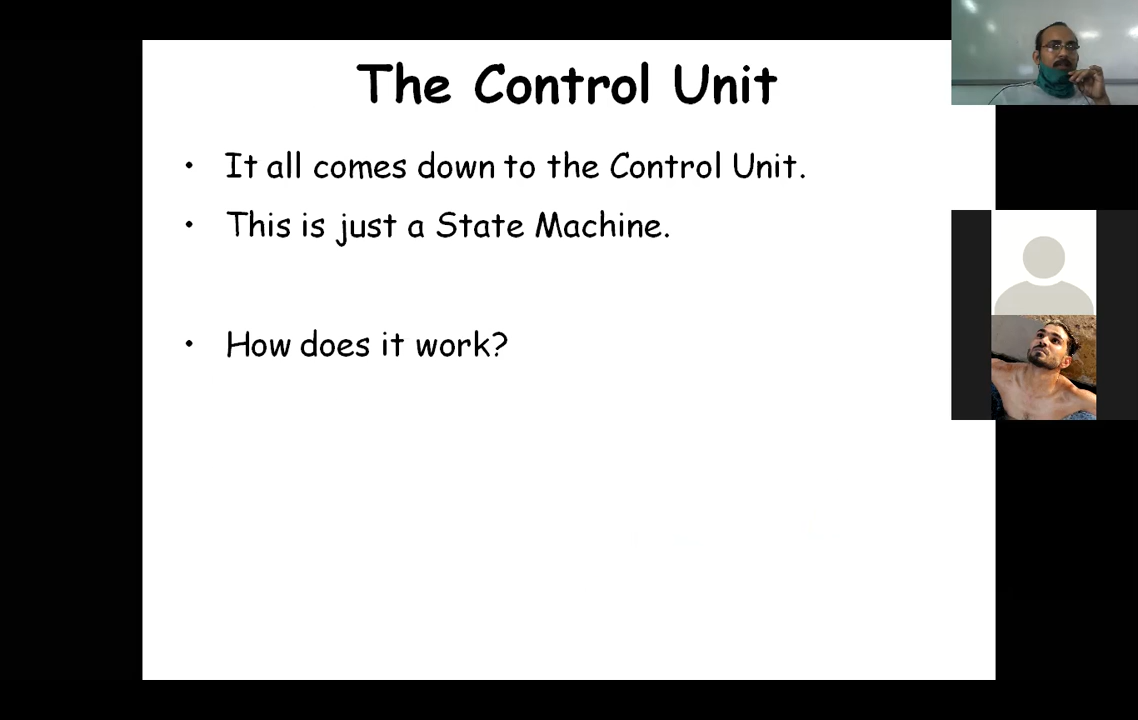 The Control Unit
• It all comes down to the Control Unit.
• This is just a State Machine.
• How does it work?